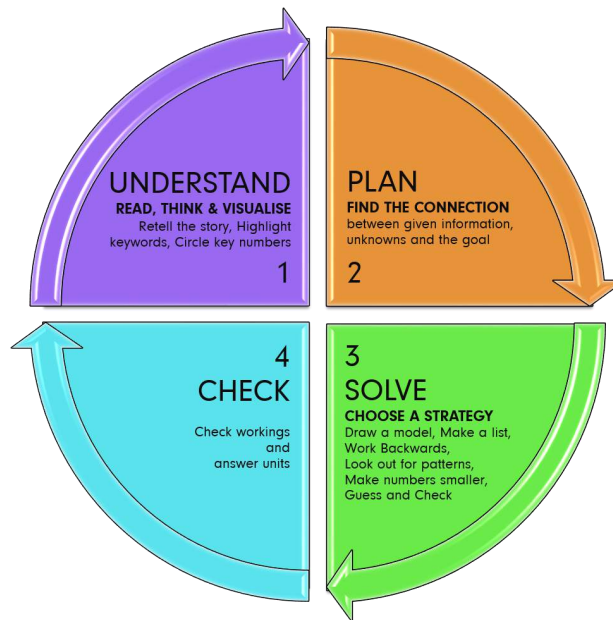 UNDERSTAND
READ, THINK & VISUALISE
Retell the story, Highlight
keywords, Circle key numbers
1
PLAN
FIND THE CONNECTION
between given information,
unknowns and the goal
2
3
SOLVE
CHOOSE A STRATEGY
Draw a model, Make a list,
Work Backwards,
Look out for patterns,
Make numbers smaller,
Guess and Check
4
CHECK
Check workings
and
answer units